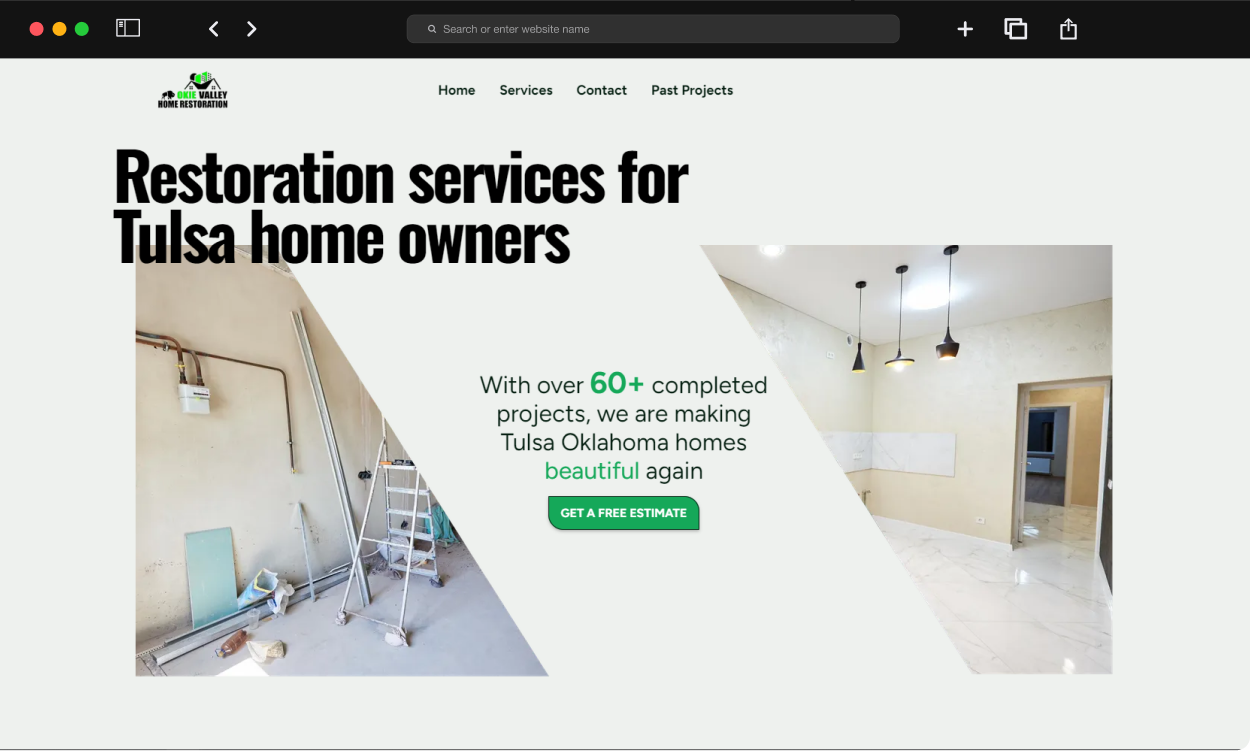 Search or enter website name
OKIE VALLEY
HOME RESTORATION
Home Services Contact Past Projects
Restoration services for
Tulsa home owners
With over 60+ completed
projects, we are making
Tulsa Oklahoma homes
beautiful again
GET A FREE ESTIMATE